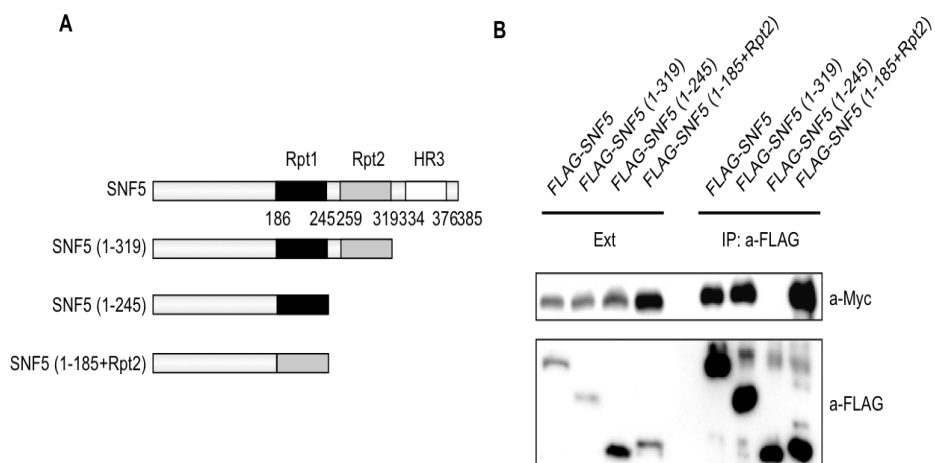 A
Rpt1 Rpt2 HR3
SNF5
186 245 259 319 334 376 385
SNF5 (1-319)
SNF5 (1-245)
SNF5 (1-185+Rpt2)
B
FLAG-SNF5
FLAG-SNF5 (1-319)
FLAG-SNF5 (1-245)
FLAG-SNF5 (1-185+Rpt2)
FLAG-SNF5
FLAG-SNF5 (1-319)
FLAG-SNF5 (1-245)
FLAG-SNF5 (1-185+Rpt2)
Ext IP: a-FLAG
a-Myc
a-FLAG